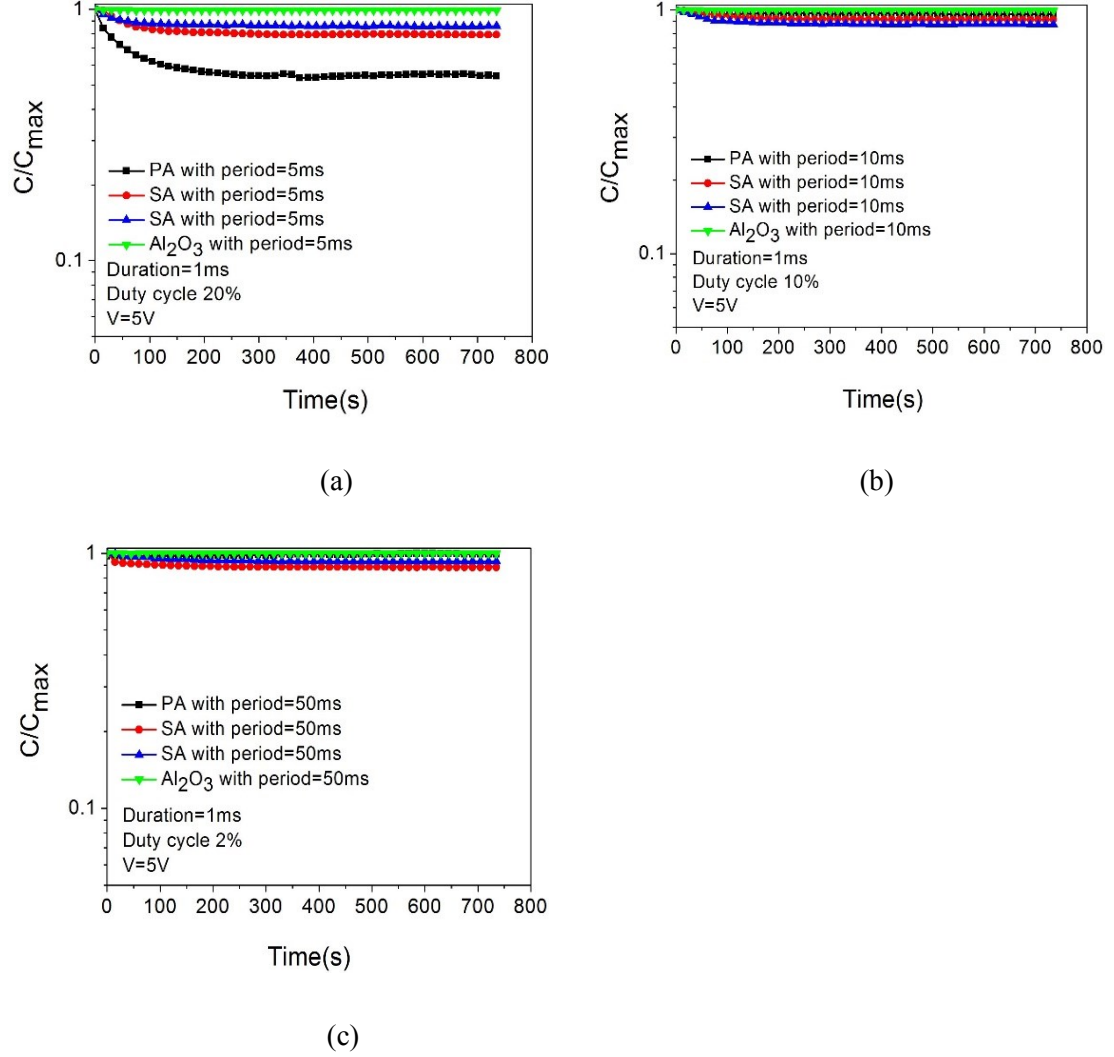 1
0.1
C/Cmax
PA with period=5ms
SA with period=5ms
SA with period=5ms
Al2O3 with period=5ms
Duration=1ms
Duty cycle 20%
V=5V
0 100 200 300 400 500 600 700 800
Time(s)
(a)
1
0.1
C/Cmax
PA with period=10ms
SA with period=10ms
SA with period=10ms
Al2O3 with period=10ms
Duration=1ms
Duty cycle 10%
V=5V
0 100 200 300 400 500 600 700 800
Time(s)
(b)
1
0.1
C/Cmax
PA with period=50ms
SA with period=50ms
SA with period=50ms
Al2O3 with period=50ms
Duration=1ms
Duty cycle 2%
V=5V
0 100 200 300 400 500 600 700 800
Time(s)
(c)